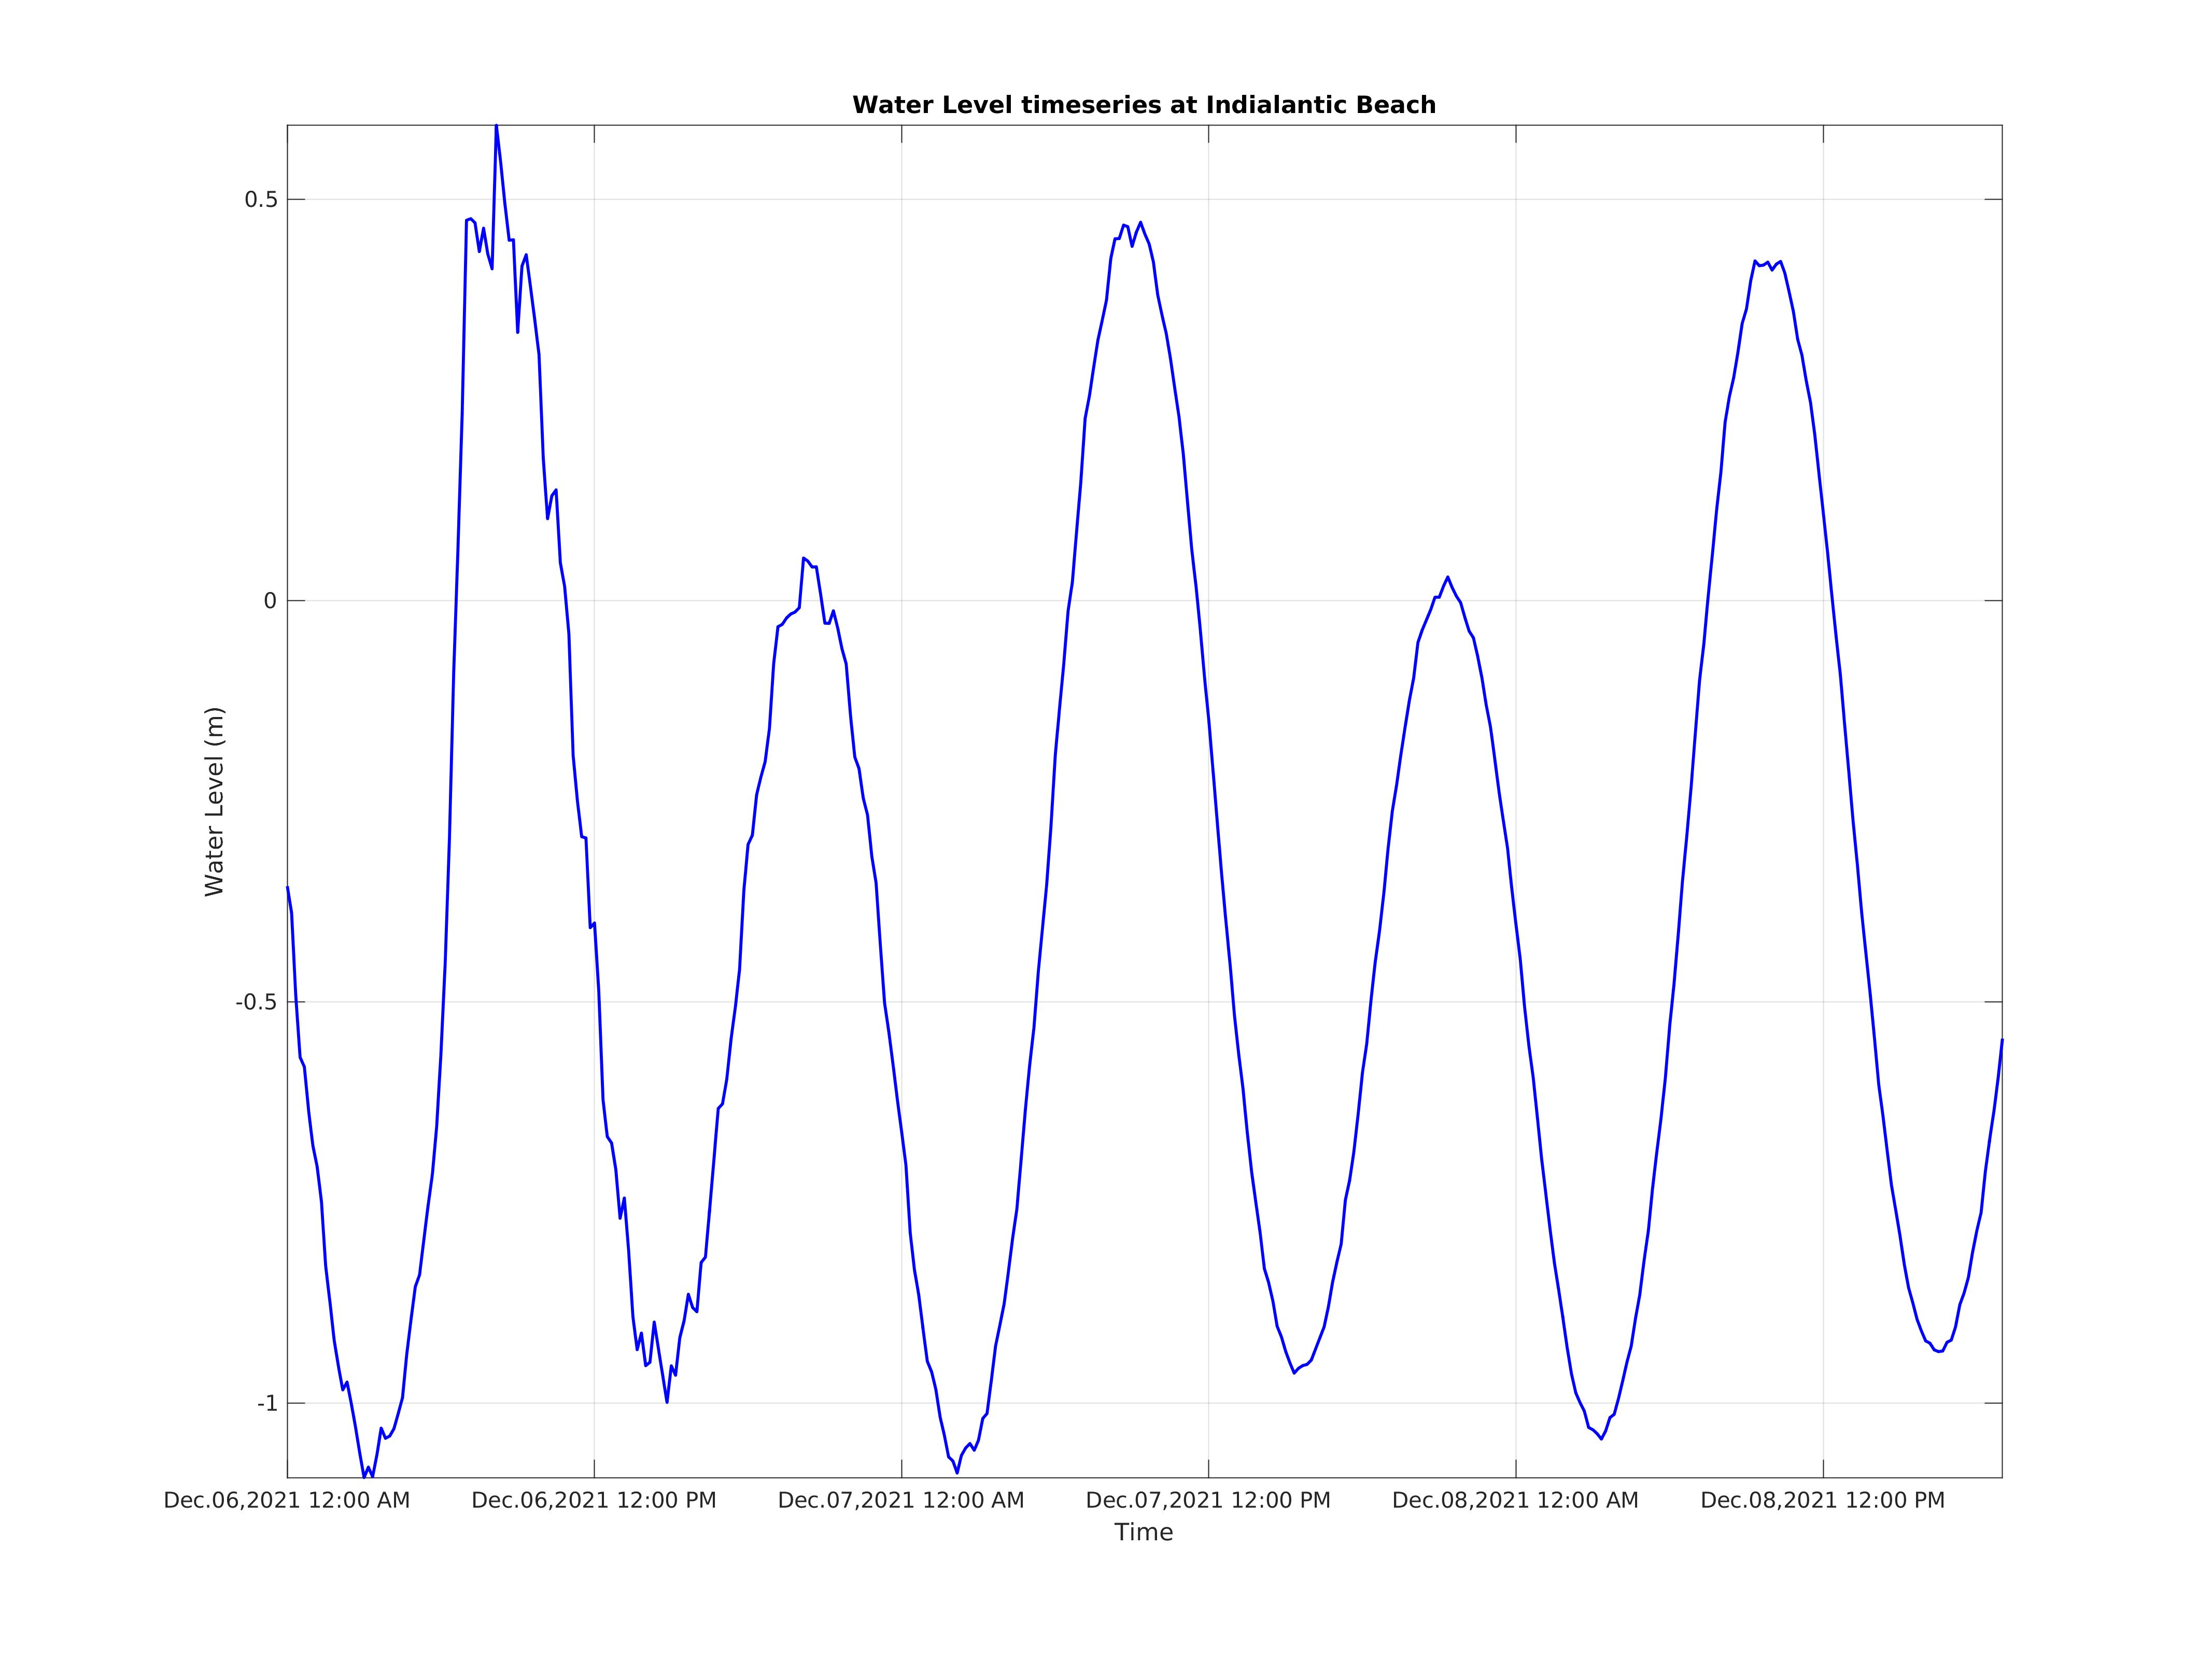 Water Level timeseries at Indialantic Beach
0.5
0
-0.5
-1
Water Level (m)
Dec.06,2021 12:00 AM
Dec.06,2021 12:00 PM
Dec.07,2021 12:00 AM
Dec.07,2021 12:00 PM
Dec.08,2021 12:00 AM
Dec.08,2021 12:00 PM
Time